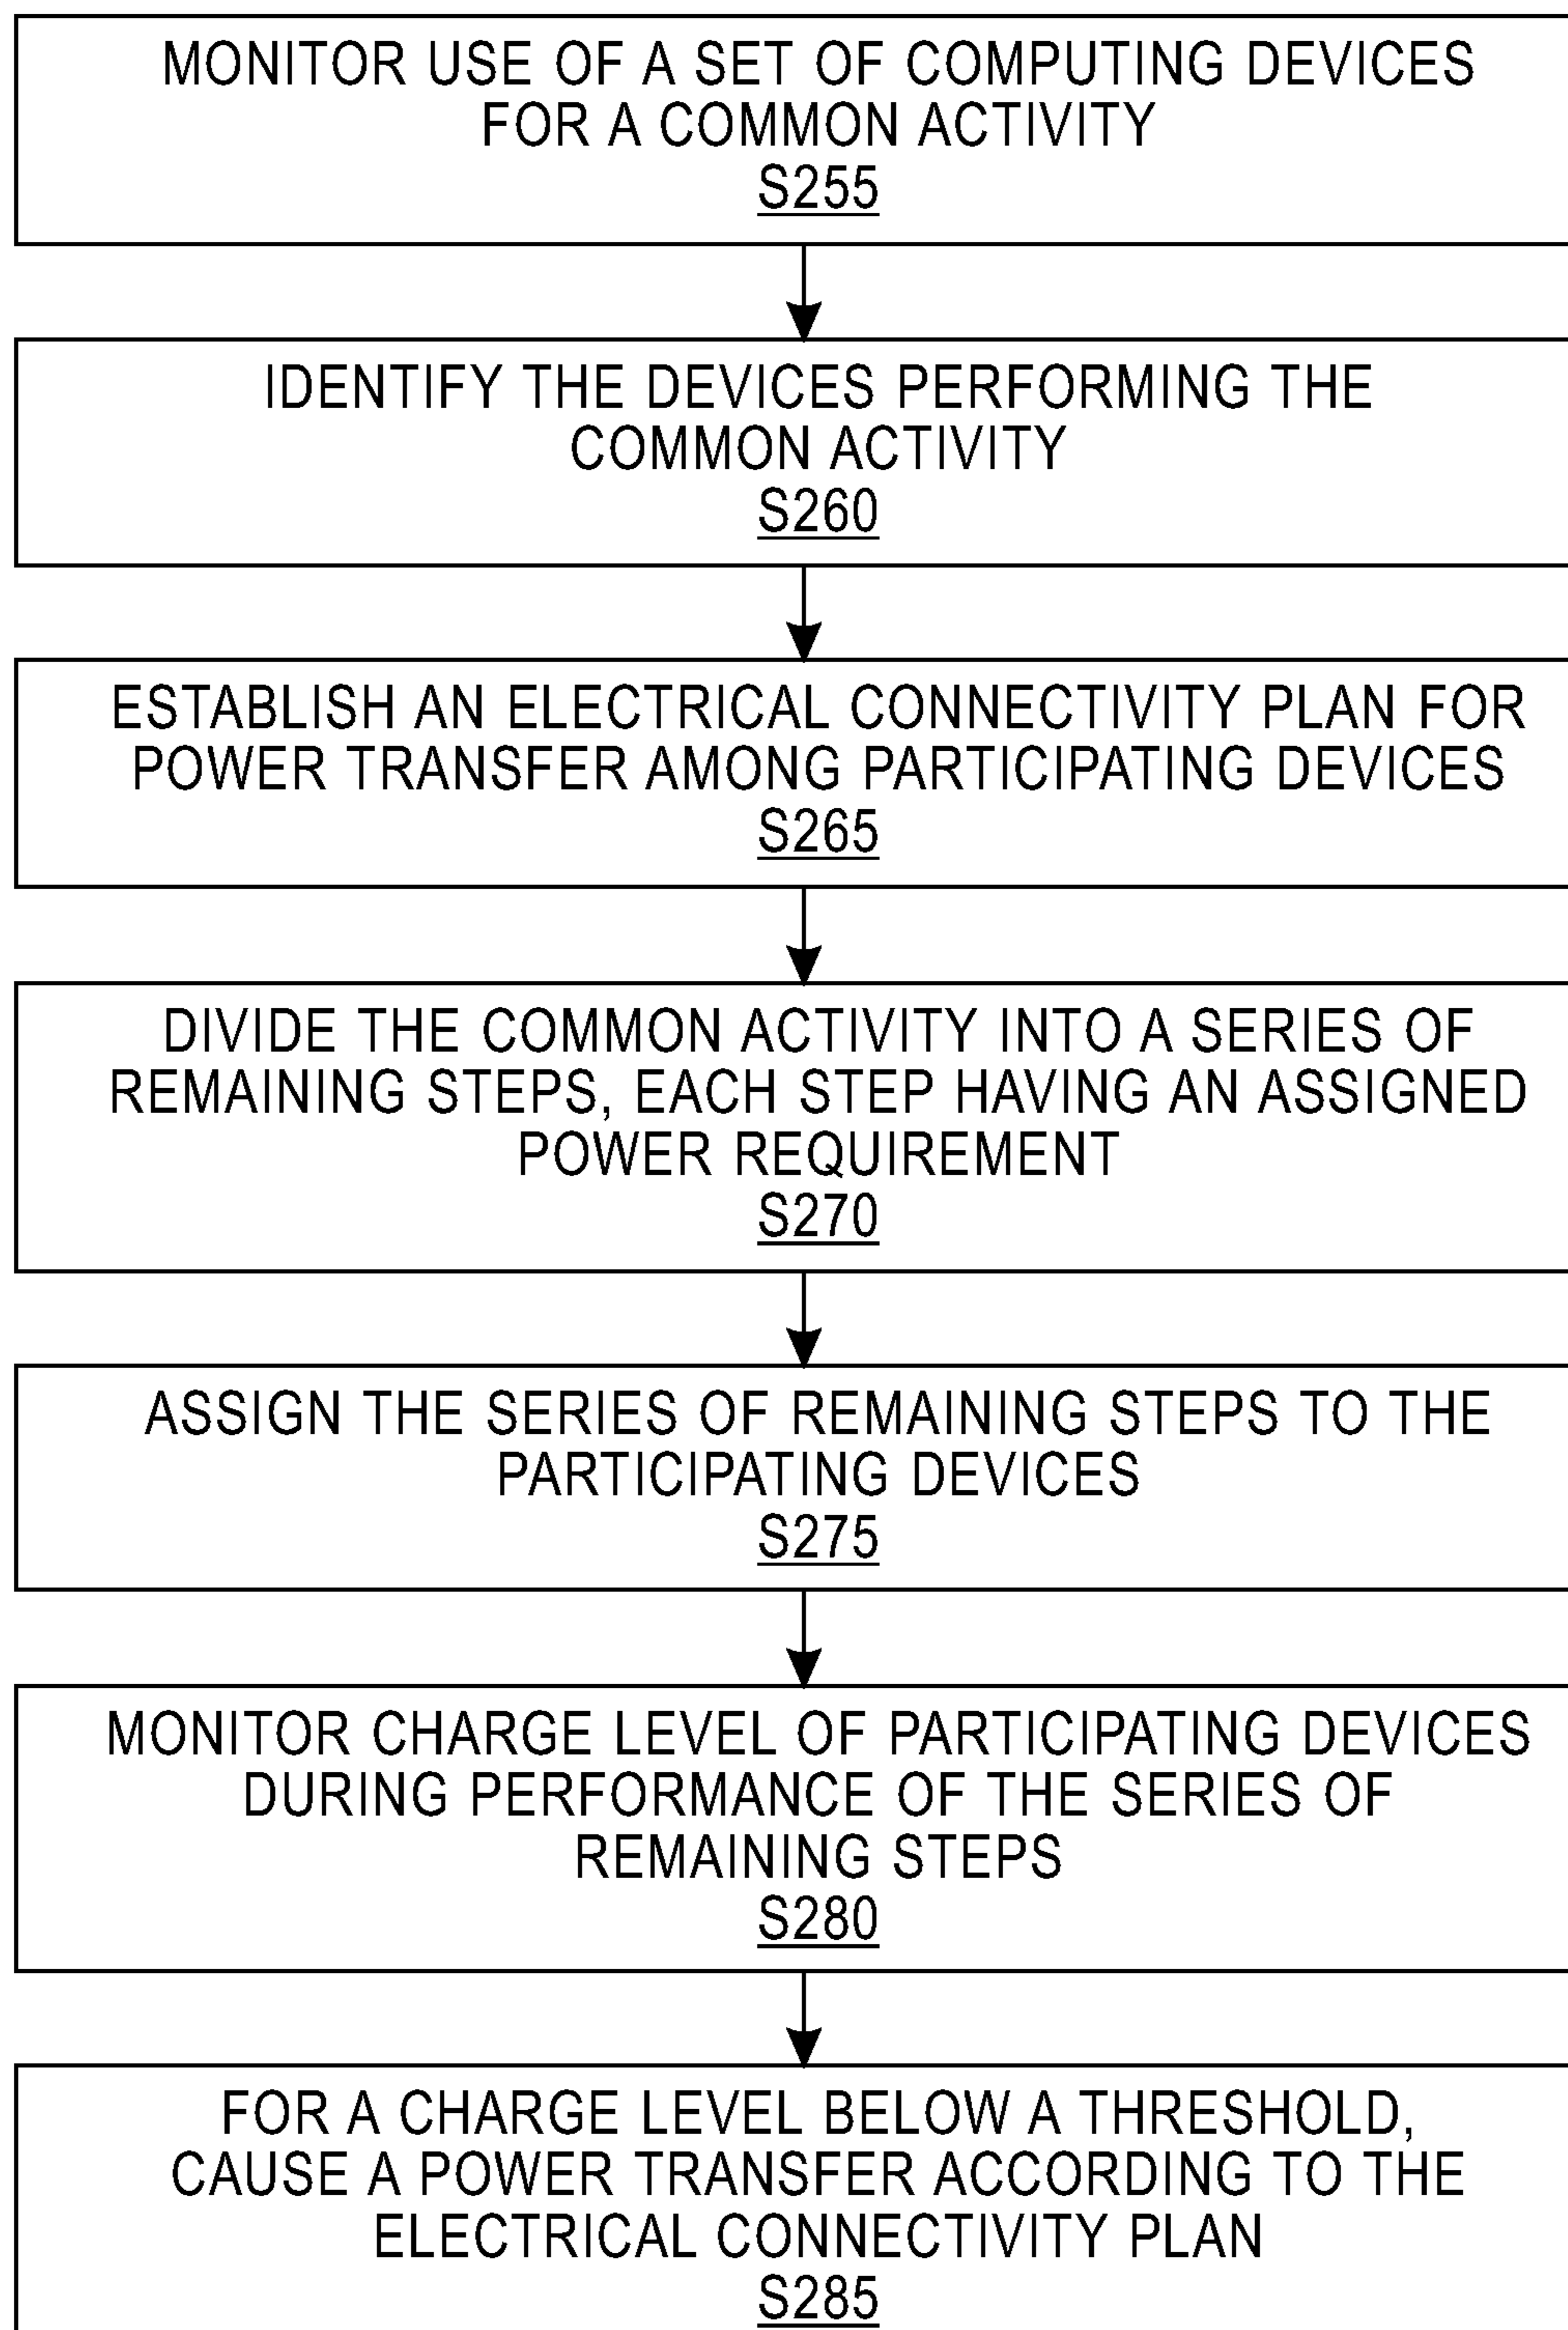 MONITOR USE OF A SET OF COMPUTING DEVICES
FOR A COMMON ACTIVITY
S255
IDENTIFY THE DEVICES PERFORMING THE
COMMON ACTIVITY
S260
ESTABLISH AN ELECTRICAL CONNECTIVITY PLAN FOR
POWER TRANSFER AMONG PARTICIPATING DEVICES
S265
DIVIDE THE COMMON ACTIVITY INTO A SERIES OF
REMAINING STEPS, EACH STEP HAVING AN ASSIGNED
POWER REQUIREMENT
S270
ASSIGN THE SERIES OF REMAINING STEPS TO THE
PARTICIPATING DEVICES
S275
MONITOR CHARGE LEVEL OF PARTICIPATING DEVICES
DURING PERFORMANCE OF THE SERIES OF
REMAINING STEPS
S280
FOR A CHARGE LEVEL BELOW A THRESHOLD,
CAUSE A POWER TRANSFER ACCORDING TO THE
ELECTRICAL CONNECTIVITY PLAN
S285